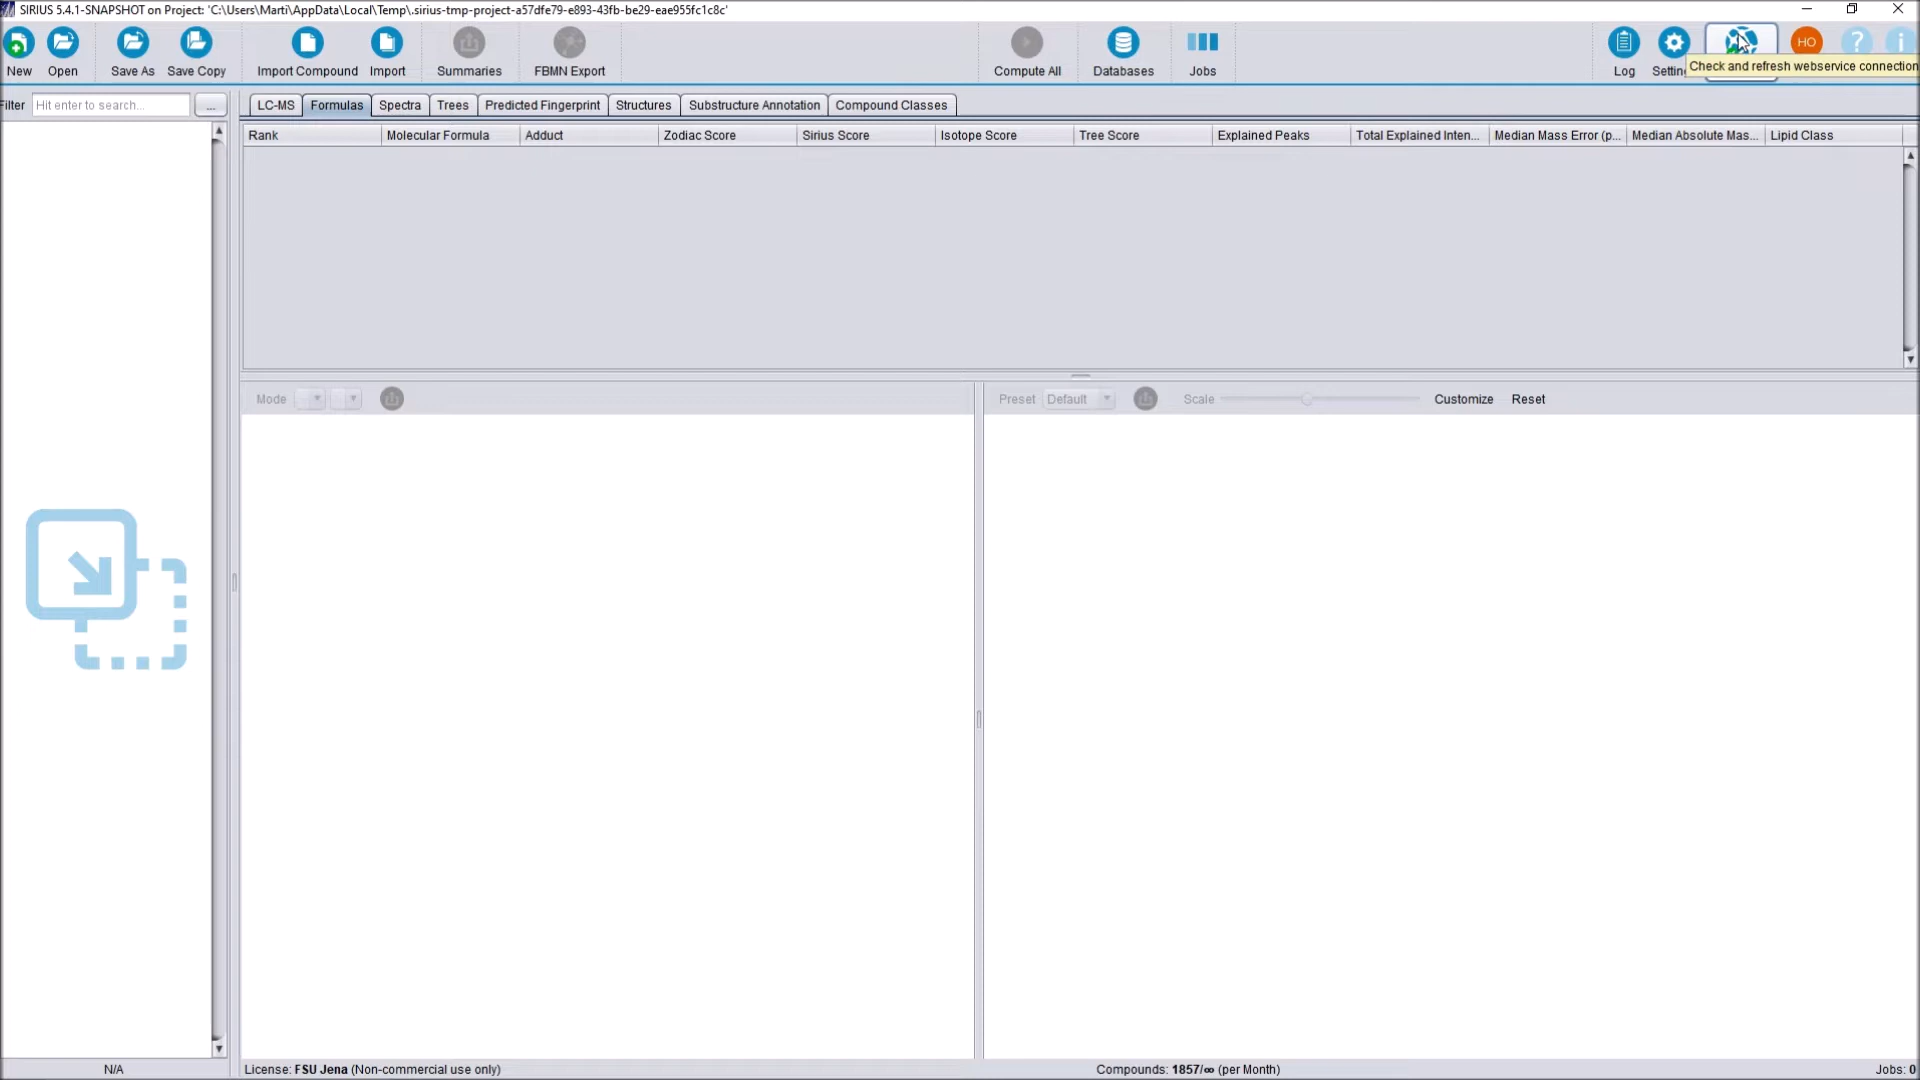 SIRIUS 5.4.1-SNAPSHOT on Project: 'C:\Users\Marti\AppData\Local\Temp\.sirius-tmp-project-a57dfe79-e893-43fb-be29-eae955fc1c8c'
New Open Save As Save Copy Import Compound Import Summaries FBMN Export Compute All Databases Jobs Log Settin HO ? i
Check and refresh webservice connection
Filter Hit enter to search... ... LC-MS Formulas Spectra Trees Predicted Fingerprint Structures Substructure Annotation Compound Classes
Rank Molecular Formula Adduct Zodiac Score Sirius Score Isotope Score Tree Score Explained Peaks Total Explained Inten... Median Mass Error (p... Median Absolute Mas... Lipid Class
Mode Preset Default Scale Customize Reset
N/A License: FSU Jena (Non-commercial use only) Compounds: 1857/∞ (per Month) Jobs: 0